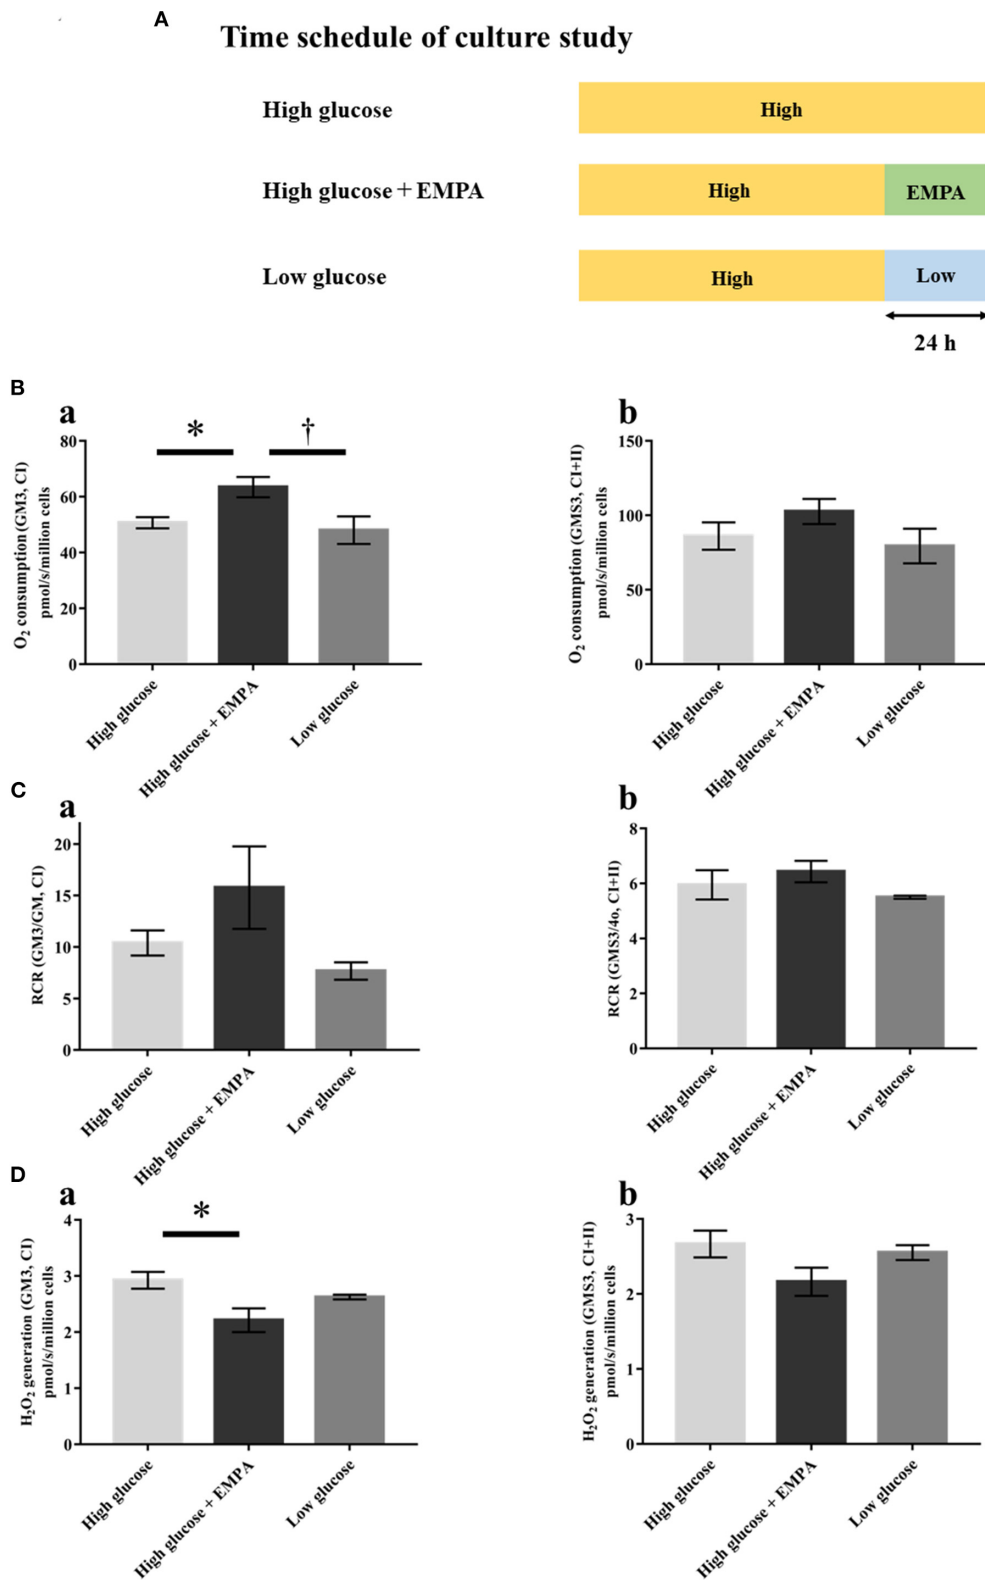 A
Time schedule of culture study
High glucose
High
High glucose + EMPA
High
EMPA
Low glucose
High
Low
24 h
B
a
*
†
O2 consumption (GM3, CI)
pmol/s/million cells
80
60
40
20
0
High glucose
High glucose + EMPA
Low glucose
b
O2 consumption (GMS3, CI+II)
pmol/s/million cells
150
100
50
0
High glucose
High glucose + EMPA
Low glucose
C
a
RCR (GM3/GM, CI)
20
15
10
5
0
High glucose
High glucose + EMPA
Low glucose
b
RCR (GMS3/4o, CI+II)
8
6
4
2
0
High glucose
High glucose + EMPA
Low glucose
D
a
*
H2O2 generation (GM3, CI)
pmol/s/million cells
4
3
2
1
0
High glucose
High glucose + EMPA
Low glucose
b
H2O2 generation (GMS3, CI+II)
pmol/s/million cells
3
2
1
0
High glucose
High glucose + EMPA
Low glucose